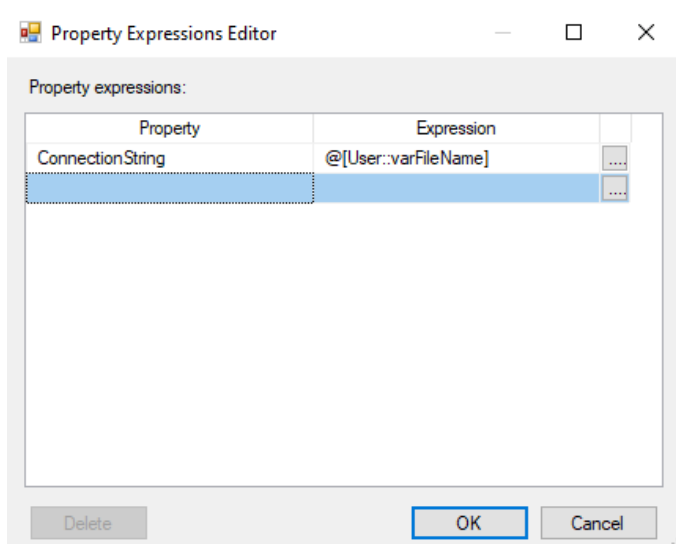 Property Expressions Editor
Property expressions:
Property Expression
ConnectionString @[User::varFileName] ....
....
Delete OK Cancel